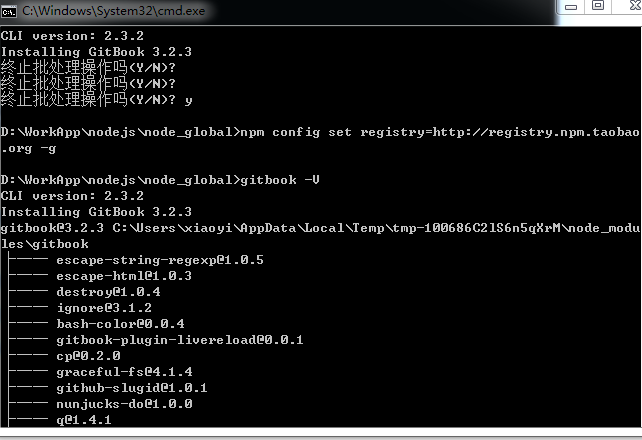 C:\Windows\System32\cmd.exe
CLI version: 2.3.2
Installing GitBook 3.2.3
终止批处理操作吗(Y/N)?
终止批处理操作吗(Y/N)?
终止批处理操作吗(Y/N)? y
D:\WorkApp\nodejs\node_global>npm config set registry=http://registry.npm.taobao
.org -g
D:\WorkApp\nodejs\node_global>gitbook -V
CLI version: 2.3.2
Installing GitBook 3.2.3
gitbook@3.2.3 C:\Users\xiaoyi\AppData\Local\Temp\tmp-100686C2lS6n5qXrM\node_modu
les\gitbook
├── escape-string-regexp@1.0.5
├── escape-html@1.0.3
├── destroy@1.0.4
├── ignore@3.1.2
├── bash-color@0.0.4
├── gitbook-plugin-livereload@0.0.1
├── cp@0.2.0
├── graceful-fs@4.1.4
├── github-slugid@1.0.1
├── nunjucks-do@1.0.0
├── q@1.4.1